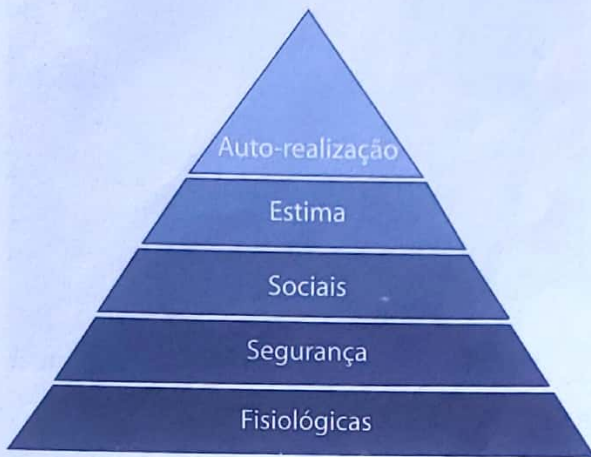 Auto-realização
Estima
Sociais
Segurança
Fisiológicas